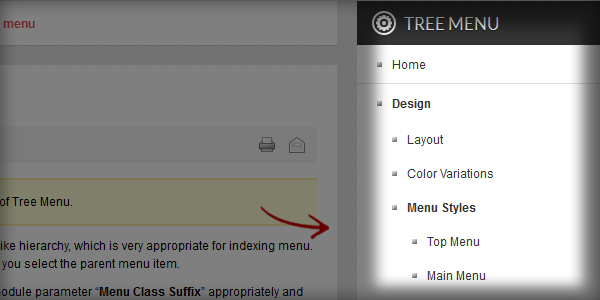 menu
of Tree Menu.
ike hierarchy, which is very appropriate for indexing menu.
you select the parent menu item.
odule parameter “Menu Class Suffix” appropriately and
TREE MENU
Home
Design
Layout
Color Variations
Menu Styles
Top Menu
Main Menu